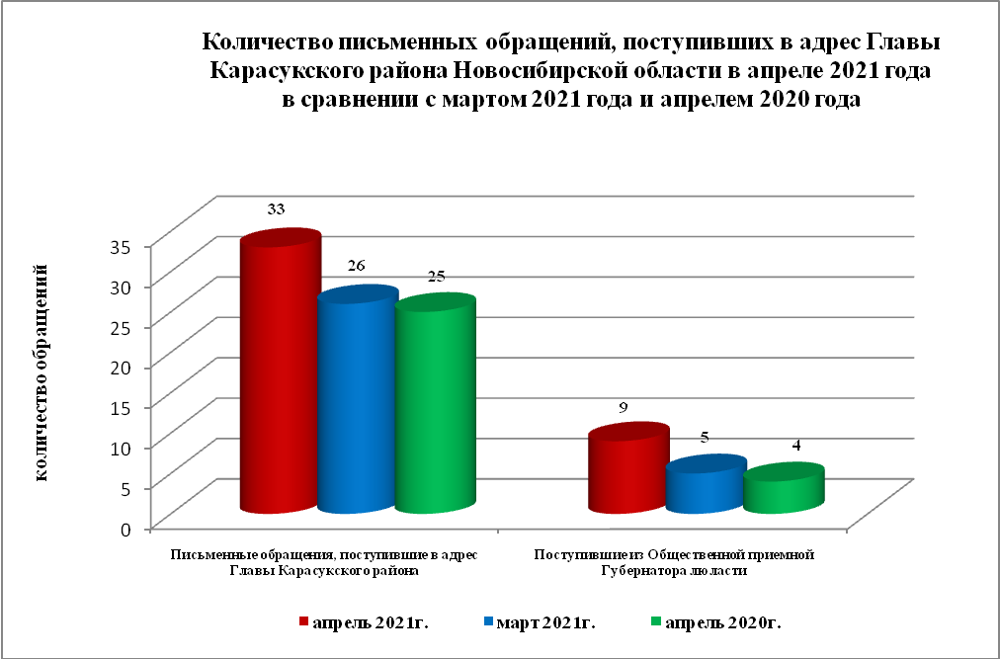 Количество письменных обращений, поступивших в адрес Главы
Карасукского района Новосибирской области в апреле 2021 года
в сравнении с мартом 2021 года и апрелем 2020 года
количество обращений
35
30
25
20
15
10
5
0
33
26
25
9
5
4
Письменные обращения, поступившие в адрес
Главы Карасукского района
Поступившие из Общественной приемной
Губернатора люласти
апрель 2021г.
март 2021г.
апрель 2020г.